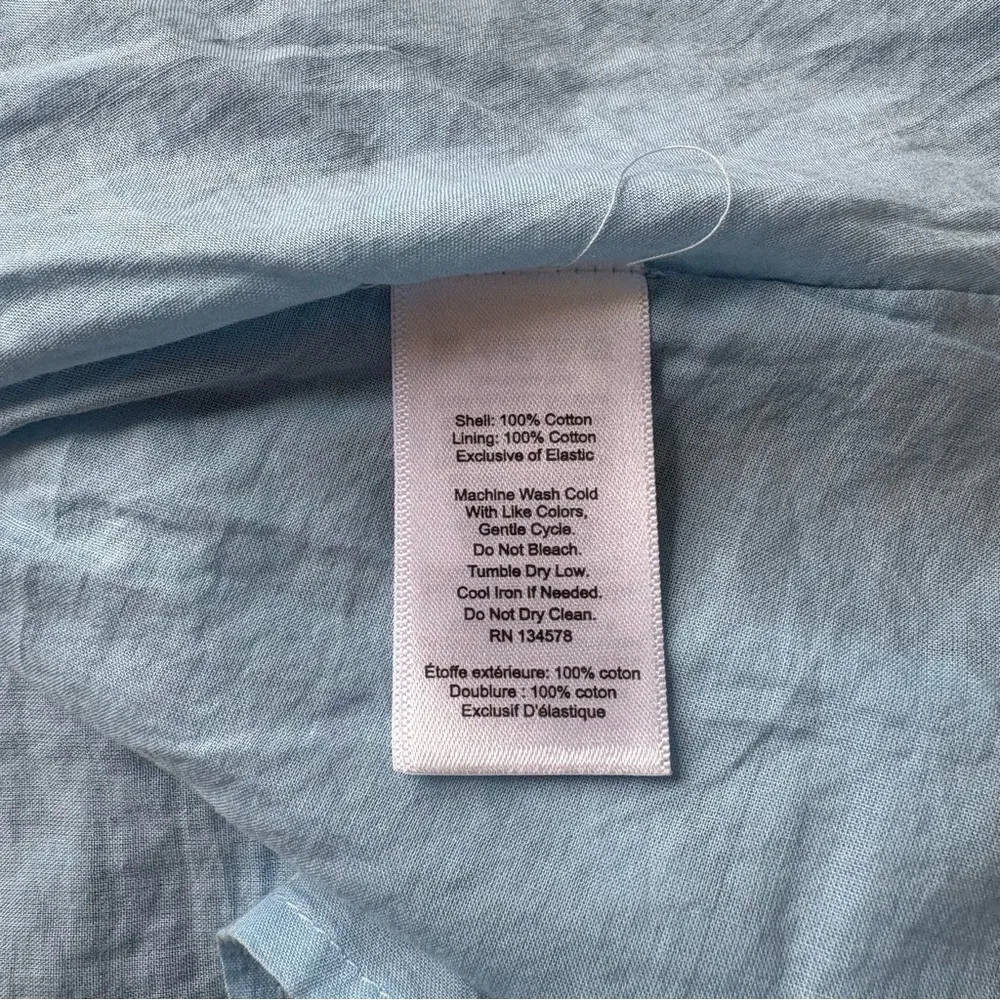 Shell: 100% Cotton
Lining: 100% Cotton
Exclusive of Elastic
Machine Wash Cold
With Like Colors,
Gentle Cycle.
Do Not Bleach.
Tumble Dry Low.
Cool Iron If Needed.
Do Not Dry Clean.
RN 134578
Étoffe extérieure: 100% coton
Doublure : 100% coton
Exclusif D'élastique